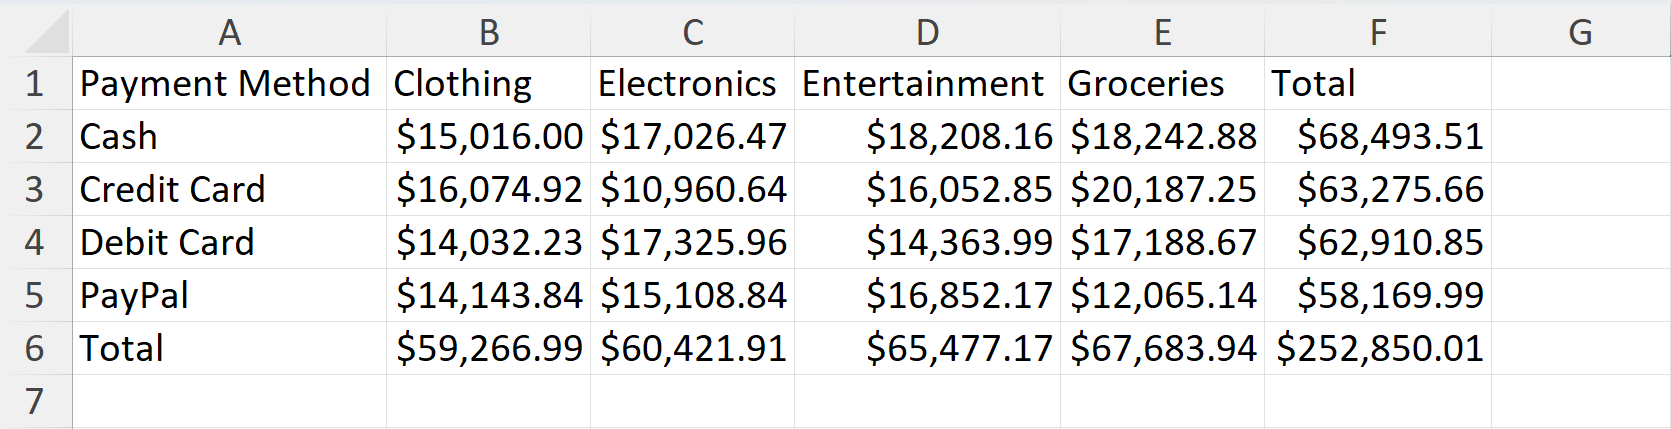 A B C D E F G
1 Payment Method Clothing Electronics Entertainment Groceries Total
2 Cash $15,016.00 $17,026.47 $18,208.16 $18,242.88 $68,493.51
3 Credit Card $16,074.92 $10,960.64 $16,052.85 $20,187.25 $63,275.66
4 Debit Card $14,032.23 $17,325.96 $14,363.99 $17,188.67 $62,910.85
5 PayPal $14,143.84 $15,108.84 $16,852.17 $12,065.14 $58,169.99
6 Total $59,266.99 $60,421.91 $65,477.17 $67,683.94 $252,850.01
7